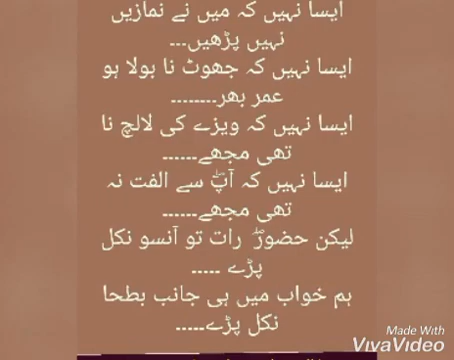 ایسا نہیں کہ میں نے نمازیں
نہیں پڑھیں۔۔۔
ایسا نہیں کہ جھوٹ نا بولا ہو
عمر بھر۔۔۔۔۔۔۔۔
ایسا نہیں کہ ویزے کی لالچ نا
تھی مجھے۔۔۔۔۔۔
ایسا نہیں کہ آپؐ سے الفت نہ
تھی مجھے۔۔۔۔۔۔
لیکن حضورؐ رات تو آنسو نکل
پڑے ۔۔۔۔۔
ہم خواب میں ہی جانب بطحا
نکل پڑے۔۔۔۔۔
Made With
VivaVideo